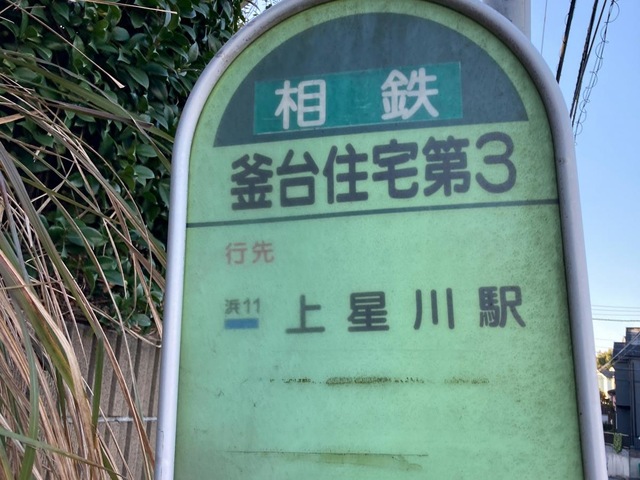 相鉄
釜台住宅第3
行先
浜11 上星川駅